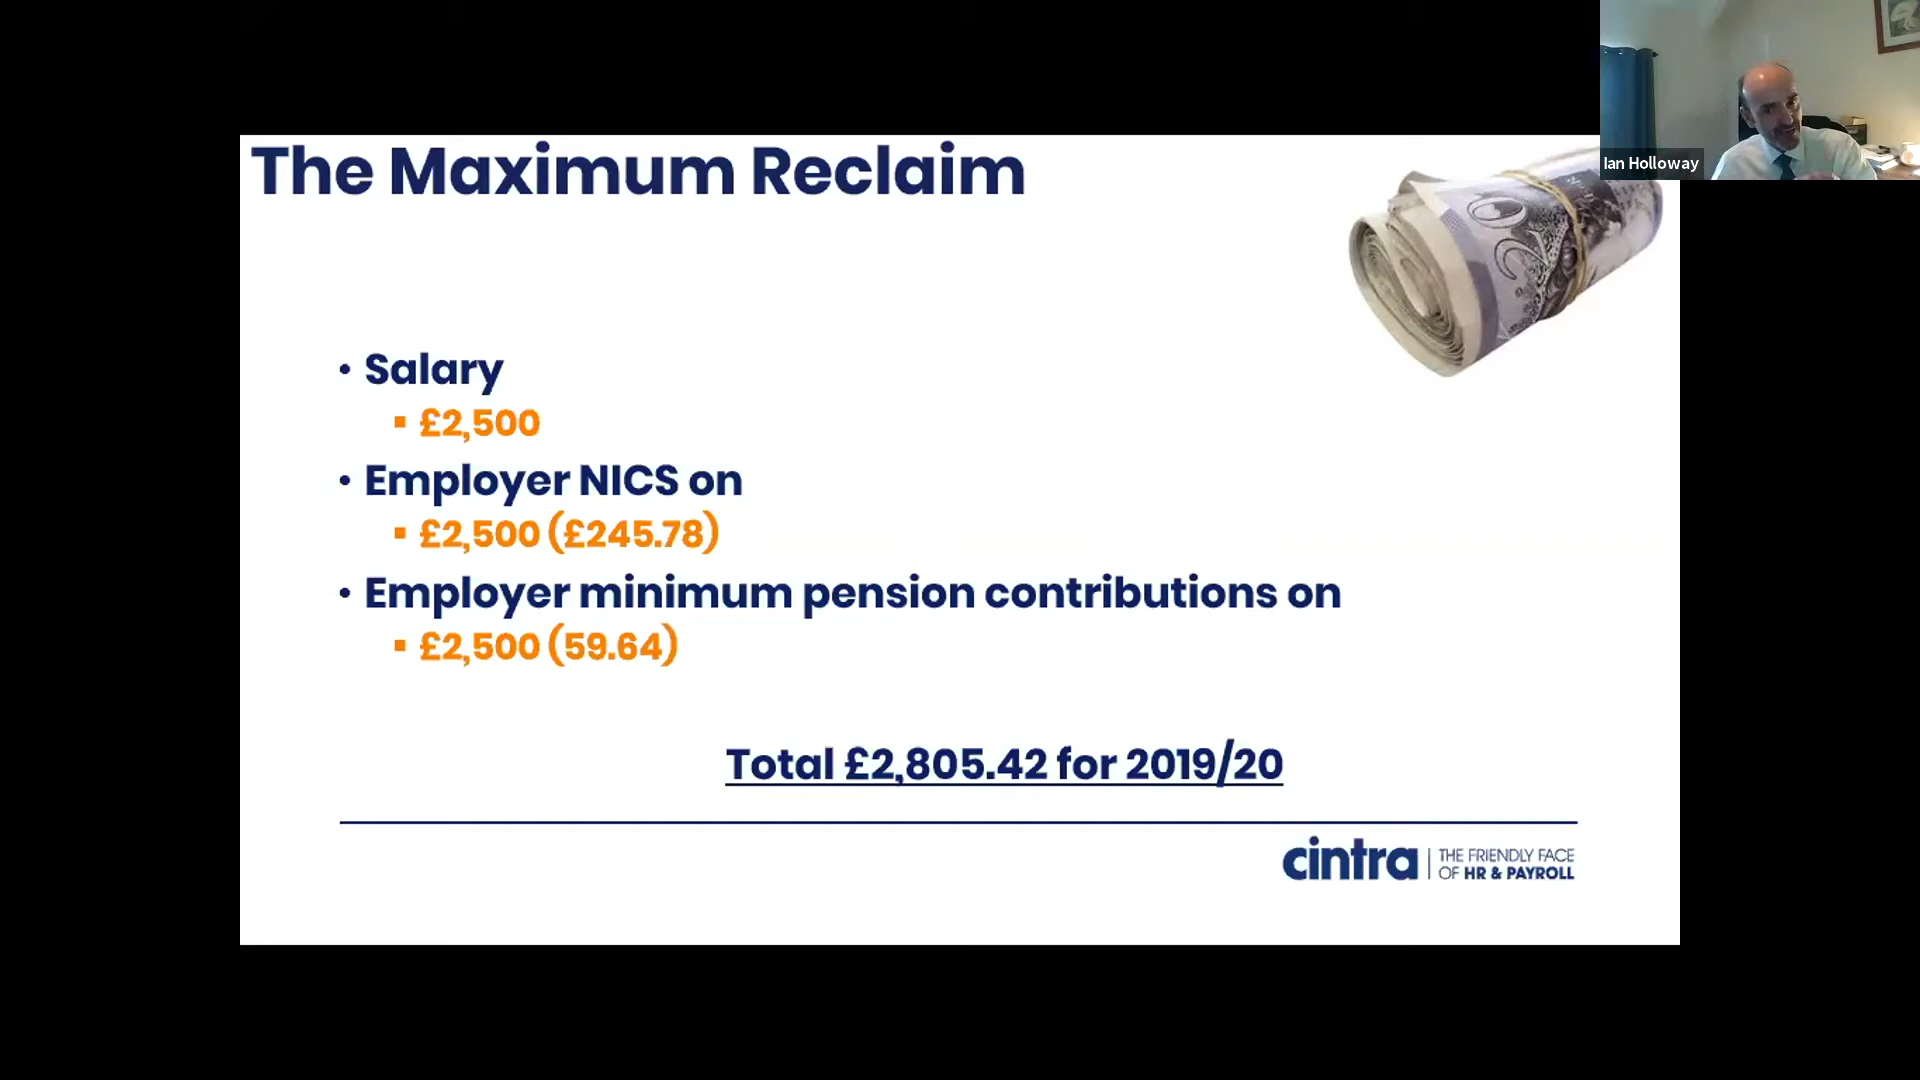 The Maximum Reclaim
Ian Holloway
20
• Salary
▪ £2,500
• Employer NICS on
▪ £2,500 (£245.78)
• Employer minimum pension contributions on
▪ £2,500 (59.64)
Total £2,805.42 for 2019/20
cintra
THE FRIENDLY FACE
OF HR & PAYROLL